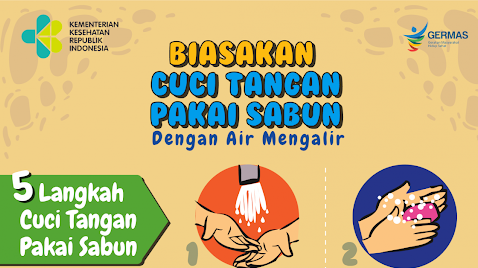 KEMENTERIAN
KESEHATAN
REPUBLIK
INDONESIA
GERMAS
BIASAKAN
CUCI TANGAN
PAKAI SABUN
Dengan Air Mengalir
5 Langkah
Cuci Tangan
Pakai Sabun
1
2